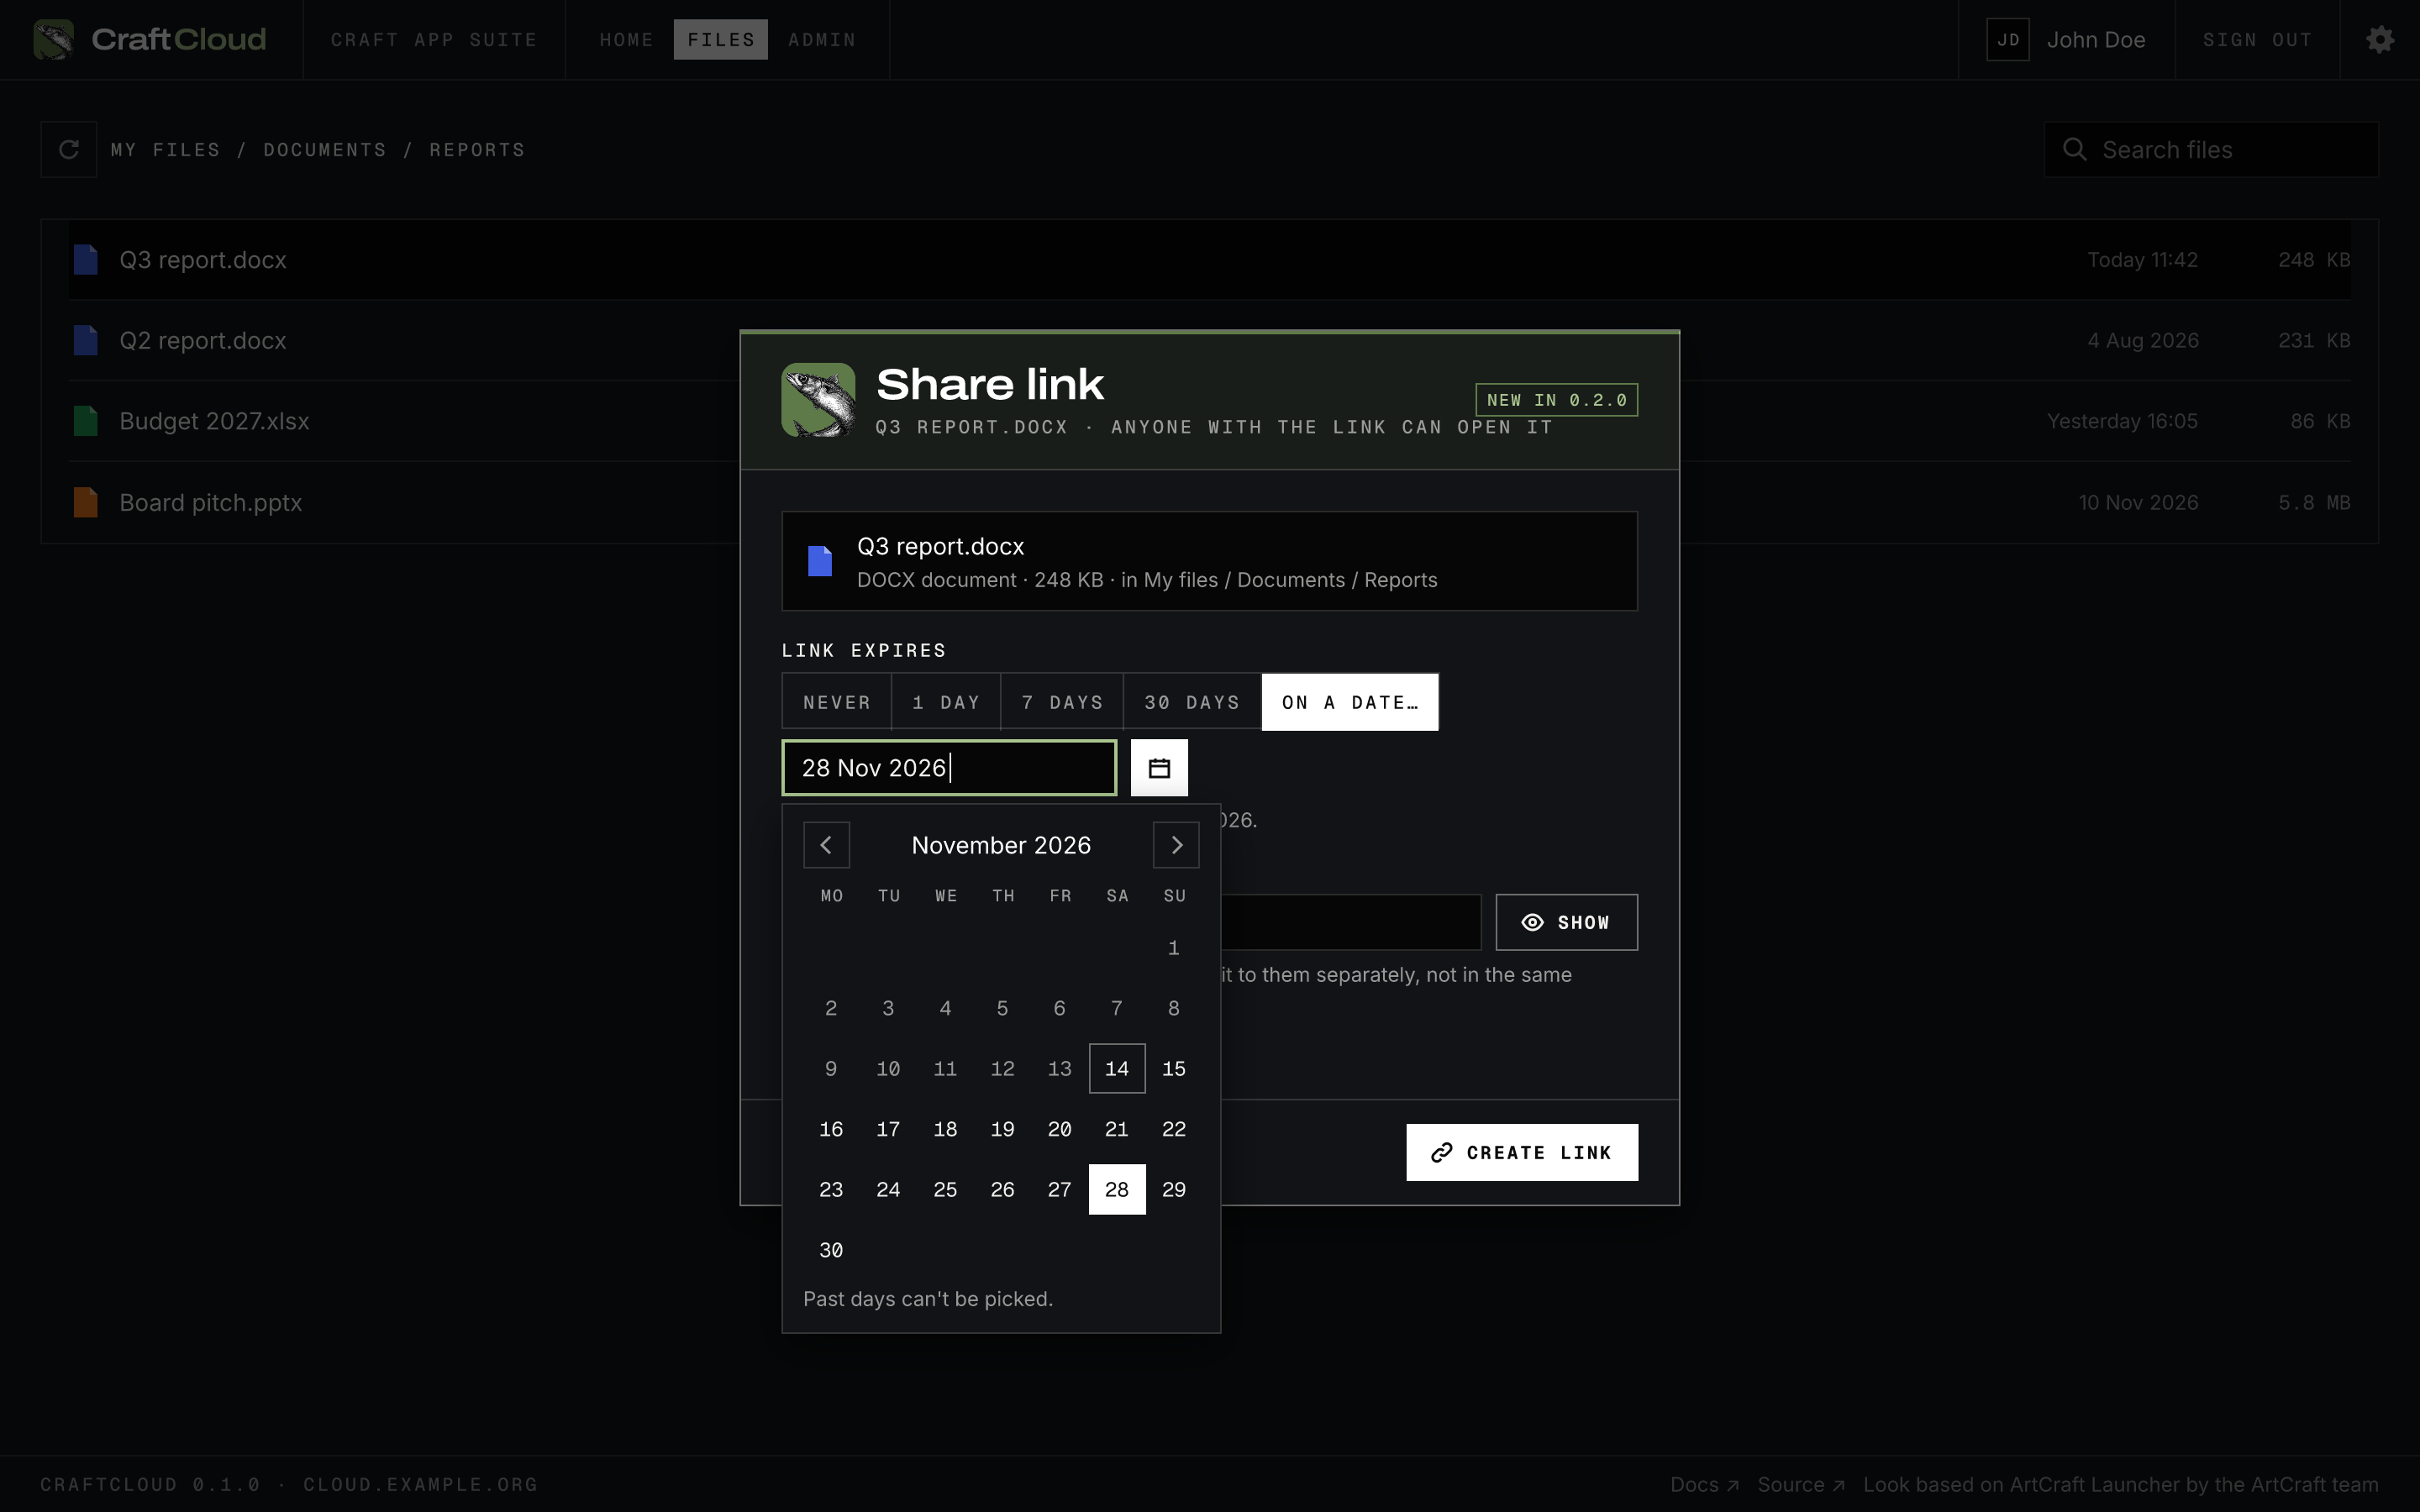 CraftCloud
CRAFT APP SUITE
HOME
FILES
ADMIN
JD
John Doe
SIGN OUT
MY FILES / DOCUMENTS / REPORTS
Search files
Q3 report.docx Today 11:42 248 KB
Q2 report.docx 4 Aug 2026 231 KB
Budget 2027.xlsx Yesterday 16:05 86 KB
Board pitch.pptx 10 Nov 2026 5.8 MB
Share link
NEW IN 0.2.0
Q3 REPORT.DOCX · ANYONE WITH THE LINK CAN OPEN IT
Q3 report.docx
DOCX document · 248 KB · in My files / Documents / Reports
LINK EXPIRES
NEVER
1 DAY
7 DAYS
30 DAYS
ON A DATE…
28 Nov 2026
026.
November 2026
MO TU WE TH FR SA SU
1
2 3 4 5 6 7 8
9 10 11 12 13 14 15
16 17 18 19 20 21 22
23 24 25 26 27 28 29
30
Past days can't be picked.
SHOW
it to them separately, not in the same
CREATE LINK
CRAFTCLOUD 0.1.0 · CLOUD.EXAMPLE.ORG
Docs ↗ Source ↗ Look based on ArtCraft Launcher by the ArtCraft team